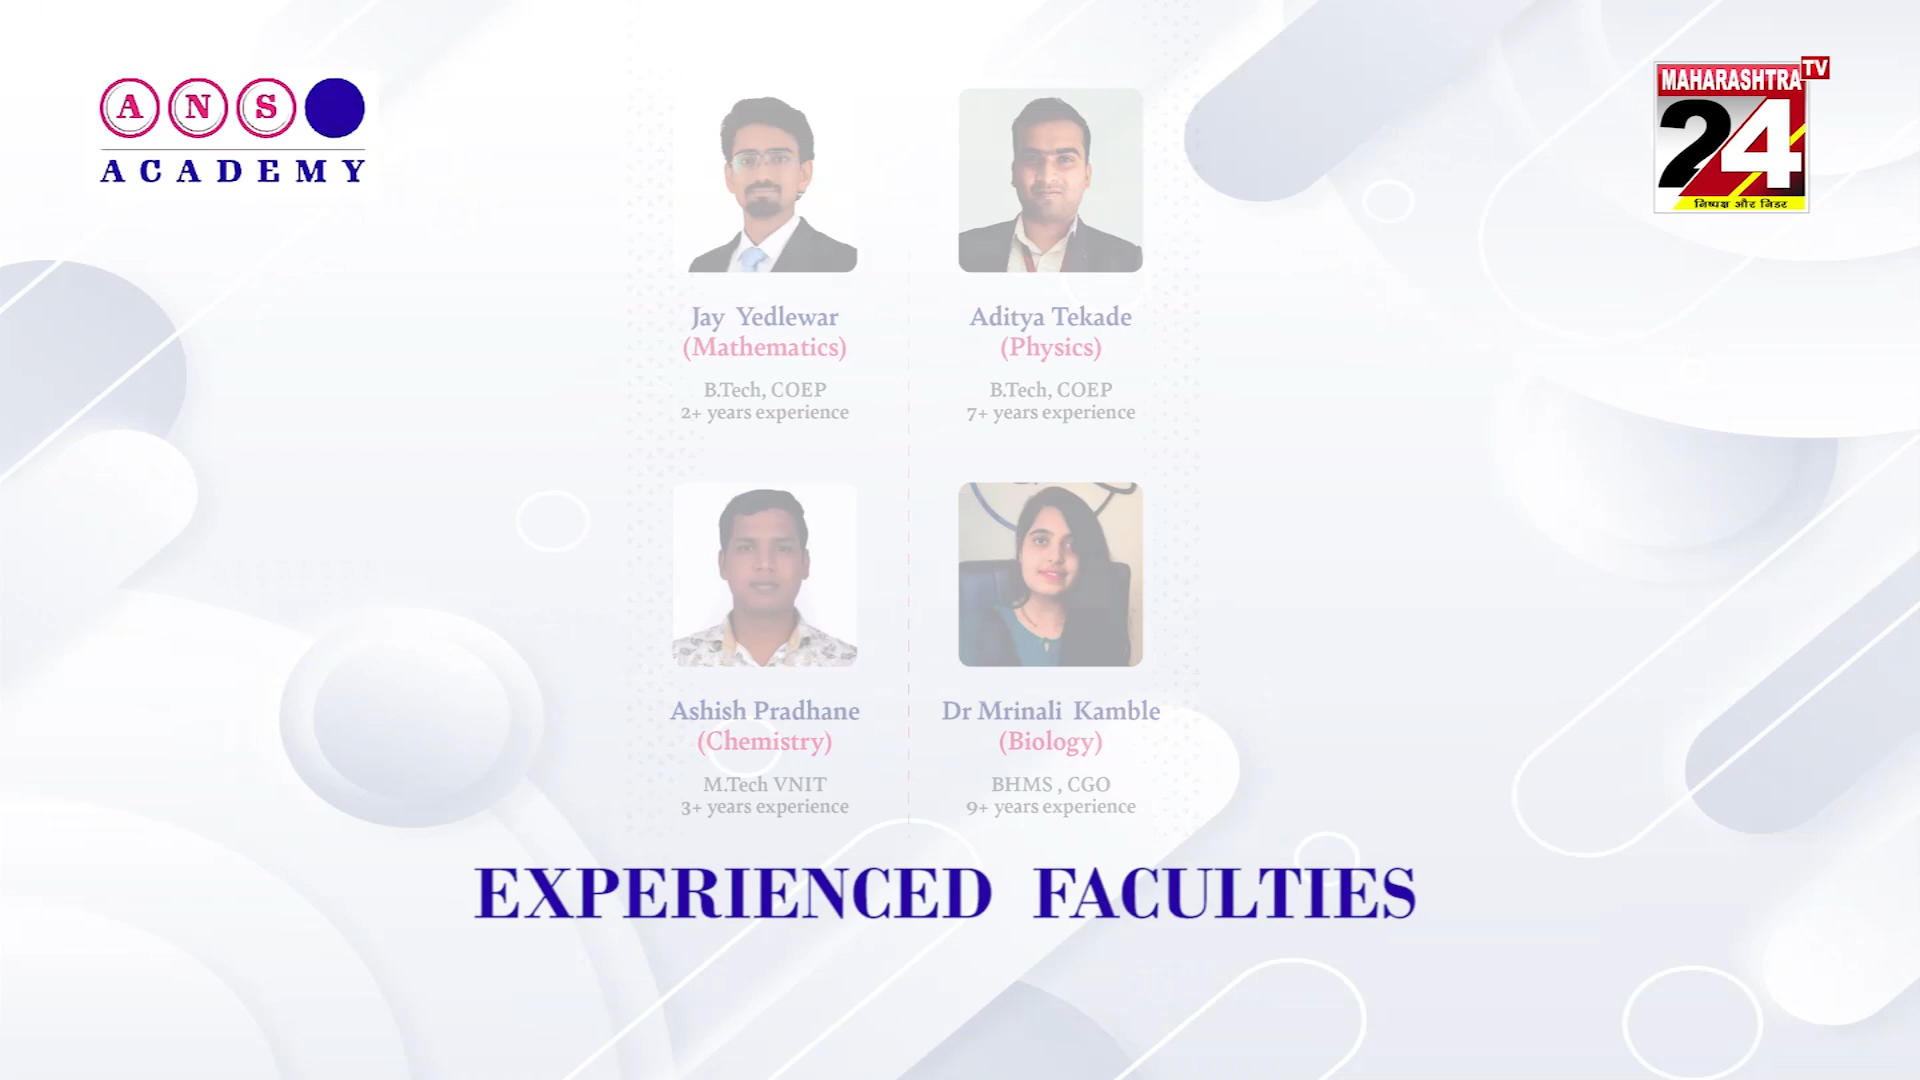 A N S
ACADEMY
MAHARASHTRA TV
24
निष्पक्ष और निडर
Jay Yedlewar
(Mathematics)
B.Tech, COEP
2+ years experience
Aditya Tekade
(Physics)
B.Tech, COEP
7+ years experience
Ashish Pradhane
(Chemistry)
M.Tech VNIT
3+ years experience
Dr Mrinali Kamble
(Biology)
BHMS , CGO
9+ years experience
EXPERIENCED FACULTIES